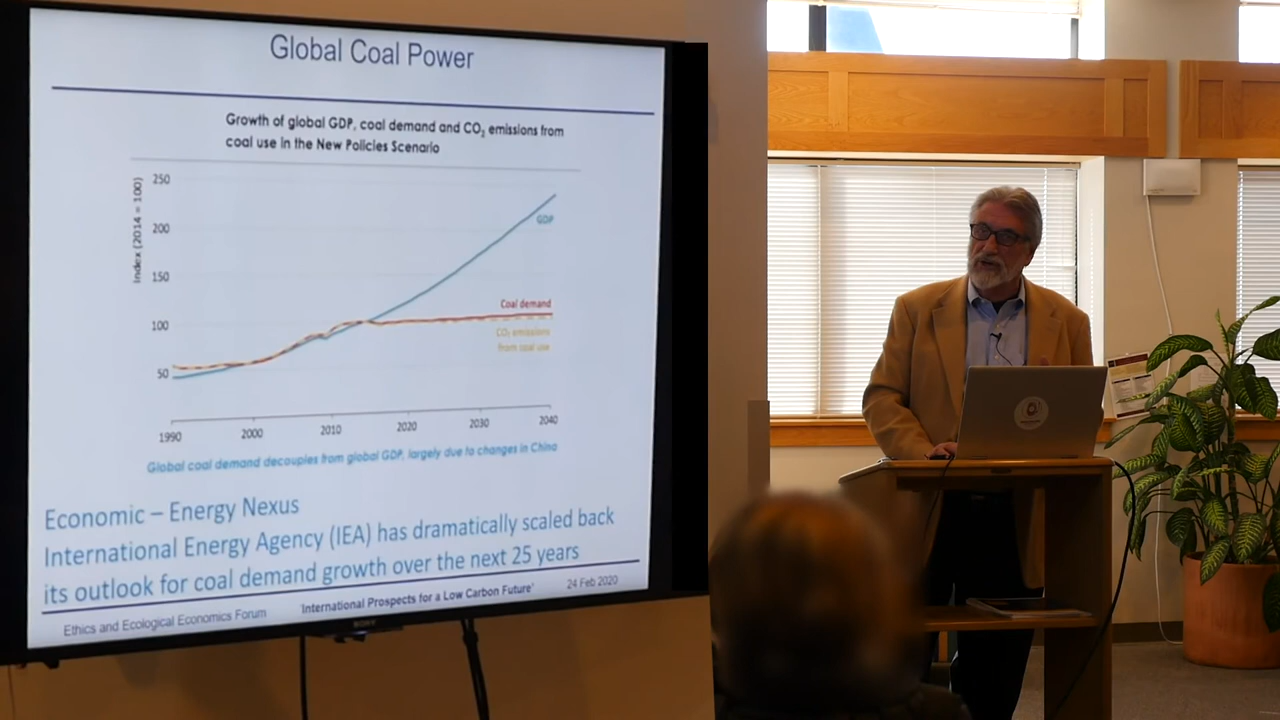 Global Coal Power
Growth of global GDP, coal demand and CO₂ emissions from
coal use in the New Policies Scenario
Index (2014 = 100)
250
200
150
100
50
GDP
Coal demand
CO₂ emissions
from coal use
1990 2000 2010 2020 2030 2040
Global coal demand decouples from global GDP, largely due to changes in China
Economic – Energy Nexus
International Energy Agency (IEA) has dramatically scaled back
its outlook for coal demand growth over the next 25 years
Ethics and Ecological Economics Forum 'International Prospects for a Low Carbon Future' 24 Feb 2020
SONY